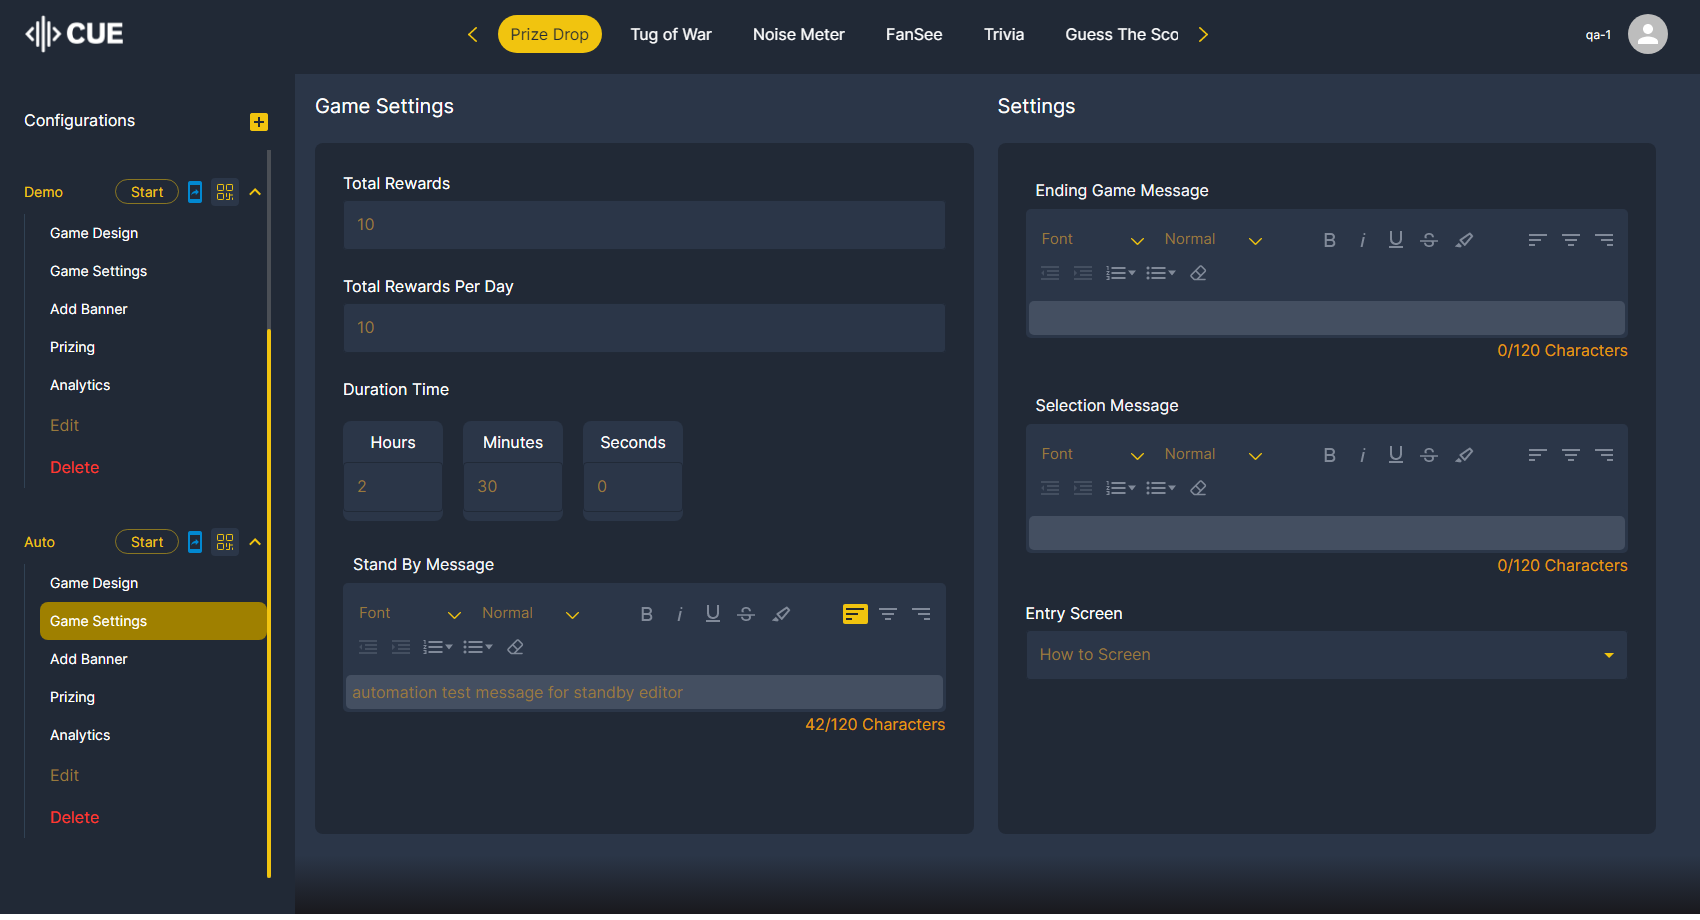 CUE
Prize Drop
Tug of War
Noise Meter
FanSee
Trivia
Guess The Sco
qa-1
Configurations
Demo
Start
Game Design
Game Settings
Add Banner
Prizing
Analytics
Edit
Delete
Auto
Start
Game Design
Game Settings
Add Banner
Prizing
Analytics
Edit
Delete
Game Settings
Total Rewards
10
Total Rewards Per Day
10
Duration Time
Hours
Minutes
Seconds
2
30
0
Stand By Message
Font
Normal
B
i
U
S
automation test message for standby editor
42/120 Characters
Settings
Ending Game Message
Font
Normal
B
i
U
S
0/120 Characters
Selection Message
Font
Normal
B
i
U
S
0/120 Characters
Entry Screen
How to Screen